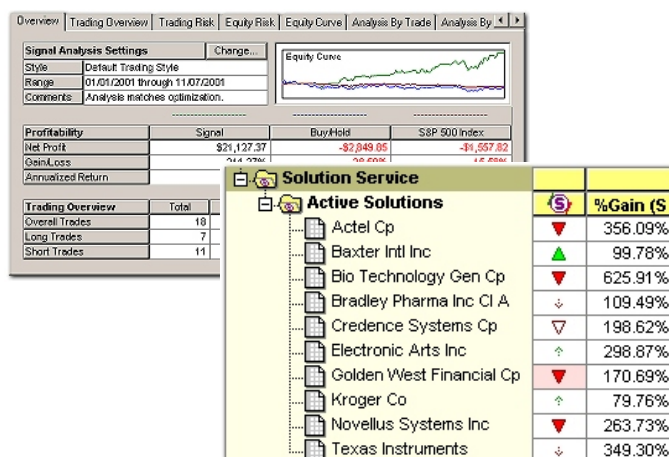 Overview Trading Overview Trading Risk Equity Risk Equity Curve Analysis By Trade Analysis By
Signal Analysis Settings Change...
Style Default Trading Style
Range 01/01/2001 through 11/07/2001
Comments Analysis matches optimization.
Equity Curve
Profitability Signal Buy/Hold S&P 500 Index
Net Profit $21,127.37 -$2,849.85 -$1,557.82
Gain/Loss
Annualized Return
Trading Overview Total
Overall Trades 18
Long Trades 7
Short Trades 11
Solution Service
Active Solutions S %Gain (S
Actel Cp 356.09%
Baxter Intl Inc 99.78%
Bio Technology Gen Cp 625.91%
Bradley Pharma Inc Cl A 109.49%
Credence Systems Cp 198.62%
Electronic Arts Inc 298.87%
Golden West Financial Cp 170.69%
Kroger Co 79.76%
Novellus Systems Inc 263.73%
Texas Instruments 349.30%